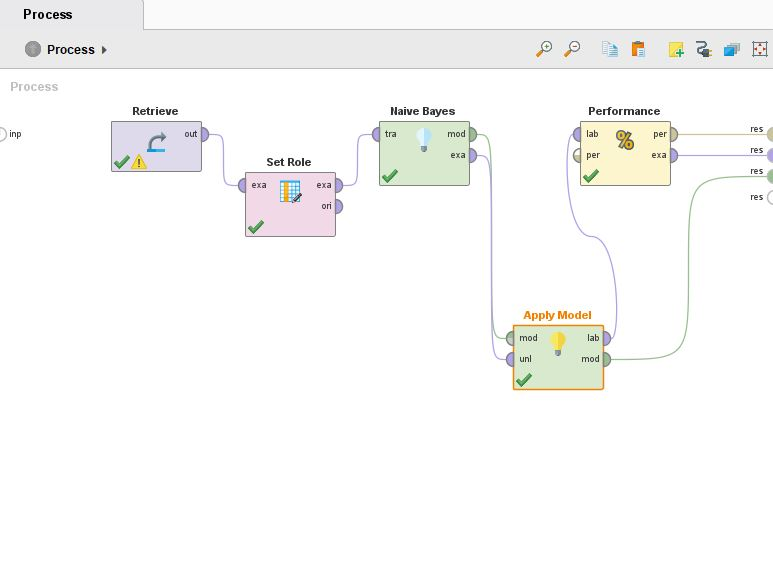 Process
Process
Process
inp
Retrieve
out
Set Role
exa
exa
ori
Naive Bayes
tra
mod
exa
Apply Model
mod
lab
unl
mod
Performance
%
lab
per
per
exa
res
res
res
res